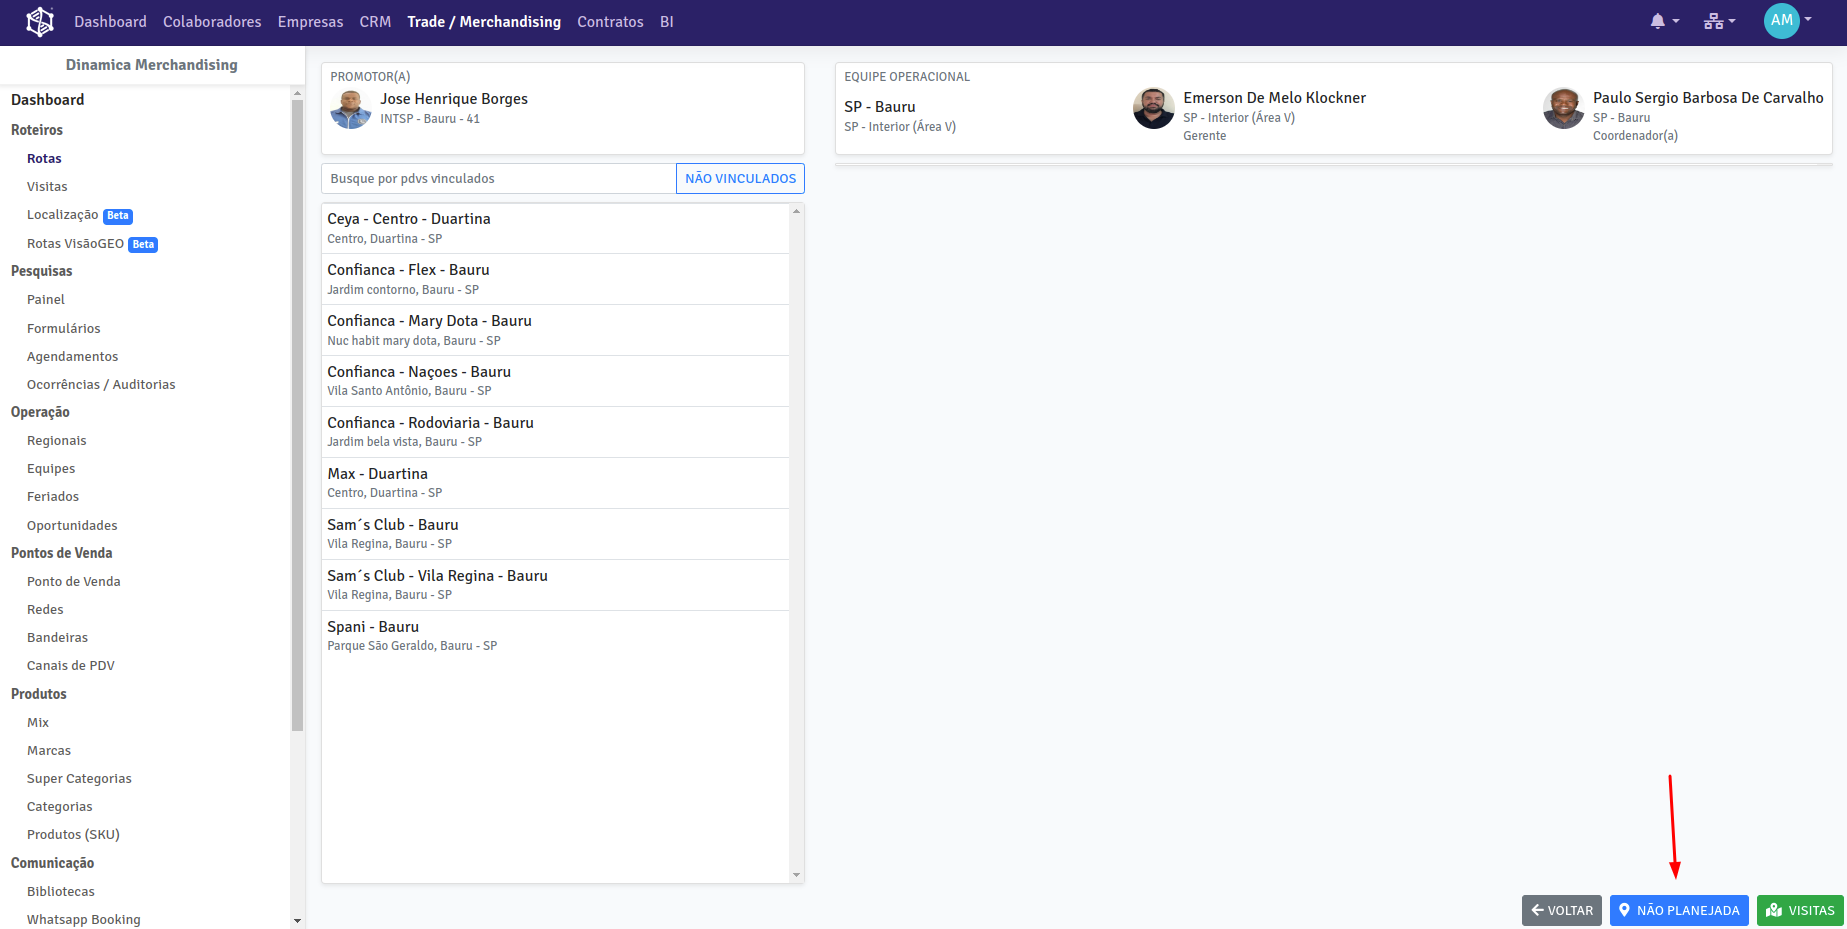 Dashboard Colaboradores Empresas CRM Trade / Merchandising Contratos BI AM
Dinamica Merchandising
Dashboard
Roteiros
Rotas
Visitas
Localização Beta
Rotas VisãoGEO Beta
Pesquisas
Painel
Formulários
Agendamentos
Ocorrências / Auditorias
Operação
Regionais
Equipes
Feriados
Oportunidades
Pontos de Venda
Ponto de Venda
Redes
Bandeiras
Canais de PDV
Produtos
Mix
Marcas
Super Categorias
Categorias
Produtos (SKU)
Comunicação
Bibliotecas
Whatsapp Booking
PROMOTOR(A)
Jose Henrique Borges
INTSP - Bauru - 41
Busque por pdvs vinculados NÃO VINCULADOS
Ceya - Centro - Duartina
Centro, Duartina - SP
Confianca - Flex - Bauru
Jardim contorno, Bauru - SP
Confianca - Mary Dota - Bauru
Nuc habit mary dota, Bauru - SP
Confianca - Naçoes - Bauru
Vila Santo Antônio, Bauru - SP
Confianca - Rodoviaria - Bauru
Jardim bela vista, Bauru - SP
Max - Duartina
Centro, Duartina - SP
Sam´s Club - Bauru
Vila Regina, Bauru - SP
Sam´s Club - Vila Regina - Bauru
Vila Regina, Bauru - SP
Spani - Bauru
Parque São Geraldo, Bauru - SP
EQUIPE OPERACIONAL
SP - Bauru
SP - Interior (Área V)
Emerson De Melo Klockner
SP - Interior (Área V)
Gerente
Paulo Sergio Barbosa De Carvalho
SP - Bauru
Coordenador(a)
VOLTAR NÃO PLANEJADA VISITAS